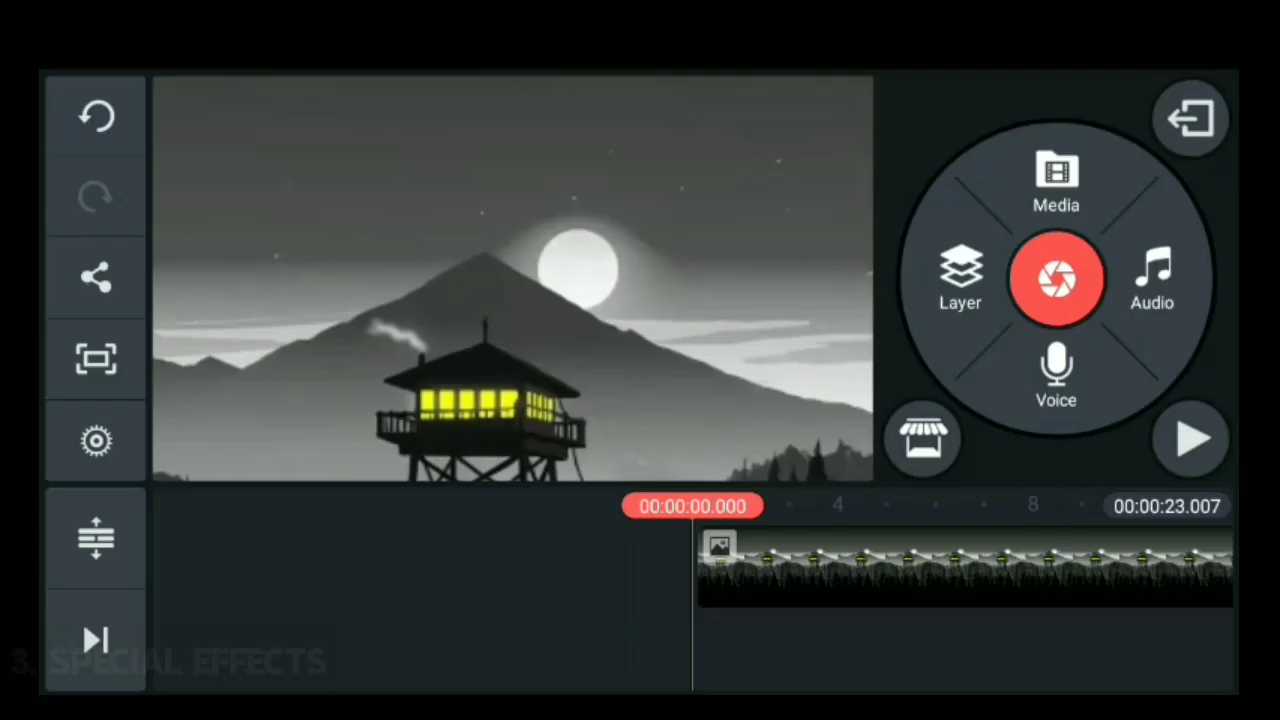 Media
Layer
Audio
Voice
00:00:00.000
4
8
00:00:23.007
3. SPECIAL EFFECTS